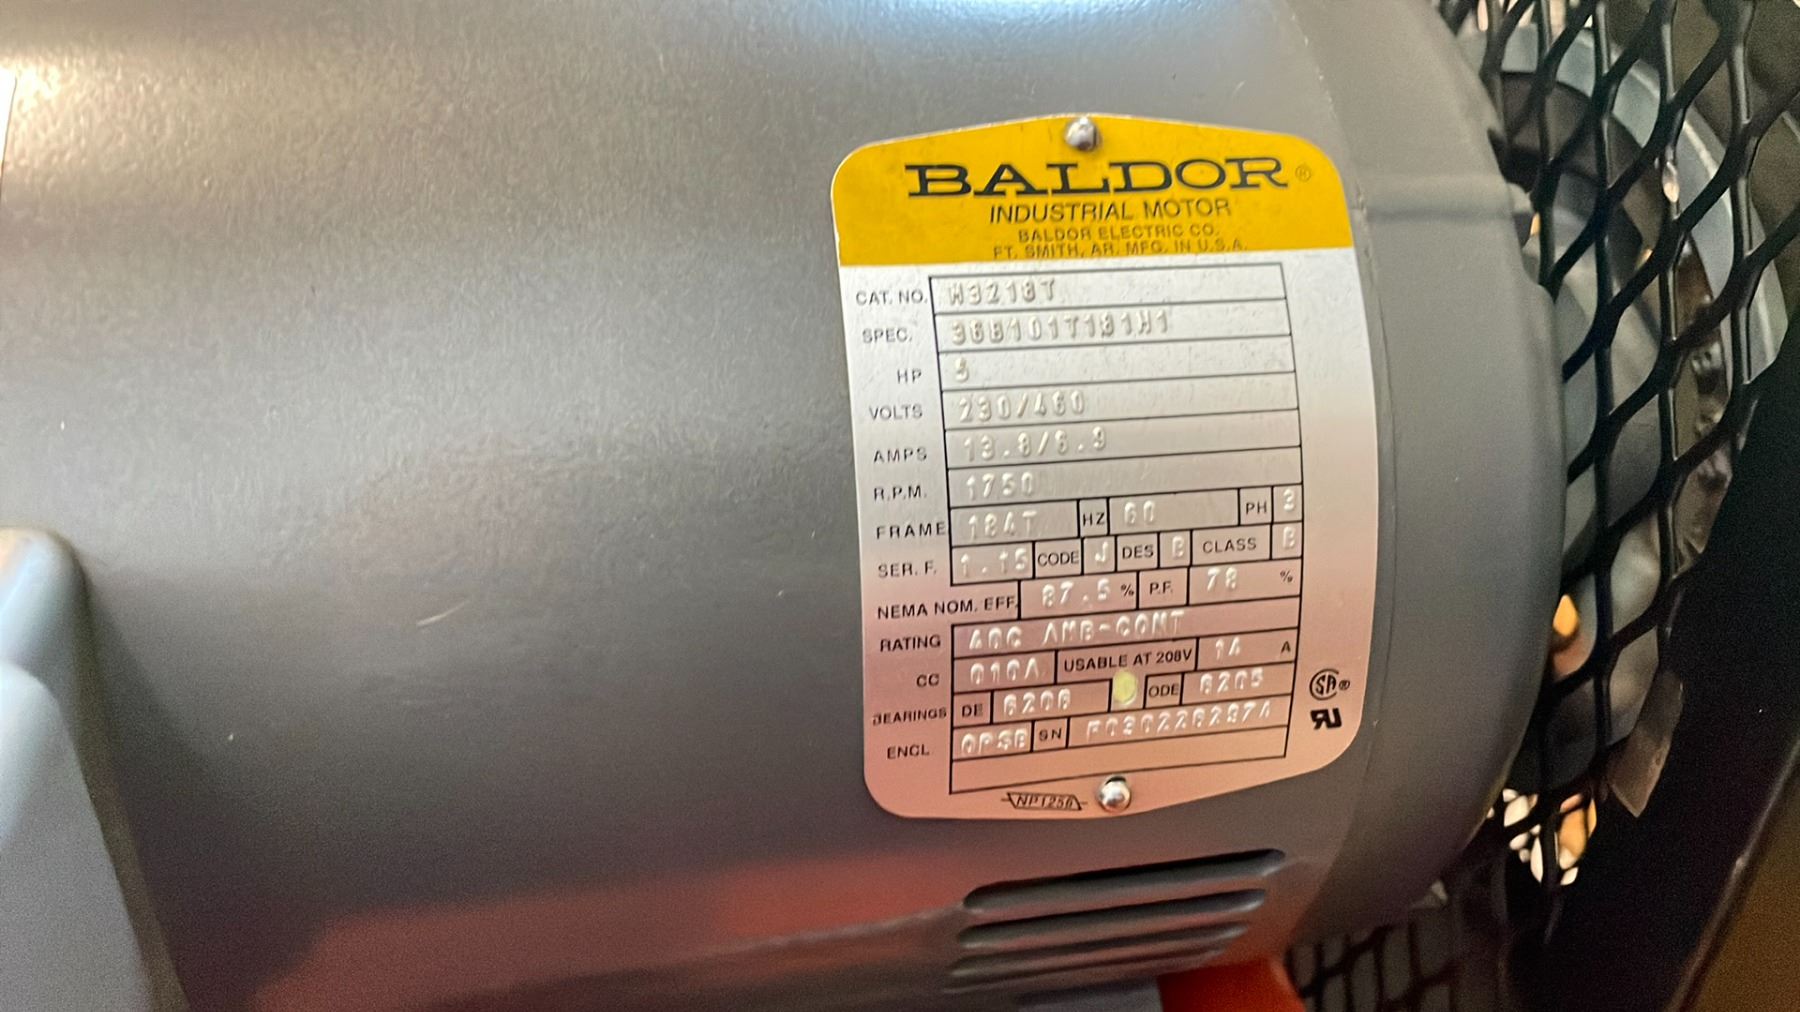 BALDOR®
INDUSTRIAL MOTOR
BALDOR ELECTRIC CO.
FT. SMITH, AR. MFG. IN U.S.A.
CAT. NO. M3218T
SPEC. 36B101T181H1
HP 5
VOLTS 230/460
AMPS 13.8/6.9
R.P.M. 1750
FRAME 184T HZ 60 PH 3
SER. F. 1.15 CODE J DES B CLASS B
NEMA NOM. EFF. 87.5 % P.F. 78 %
RATING 40C AMB-CONT
CC 010A USABLE AT 208V 14 A
BEARINGS DE 6206 ODE 6205
ENCL. OPSB SN F0302282974
NP1256